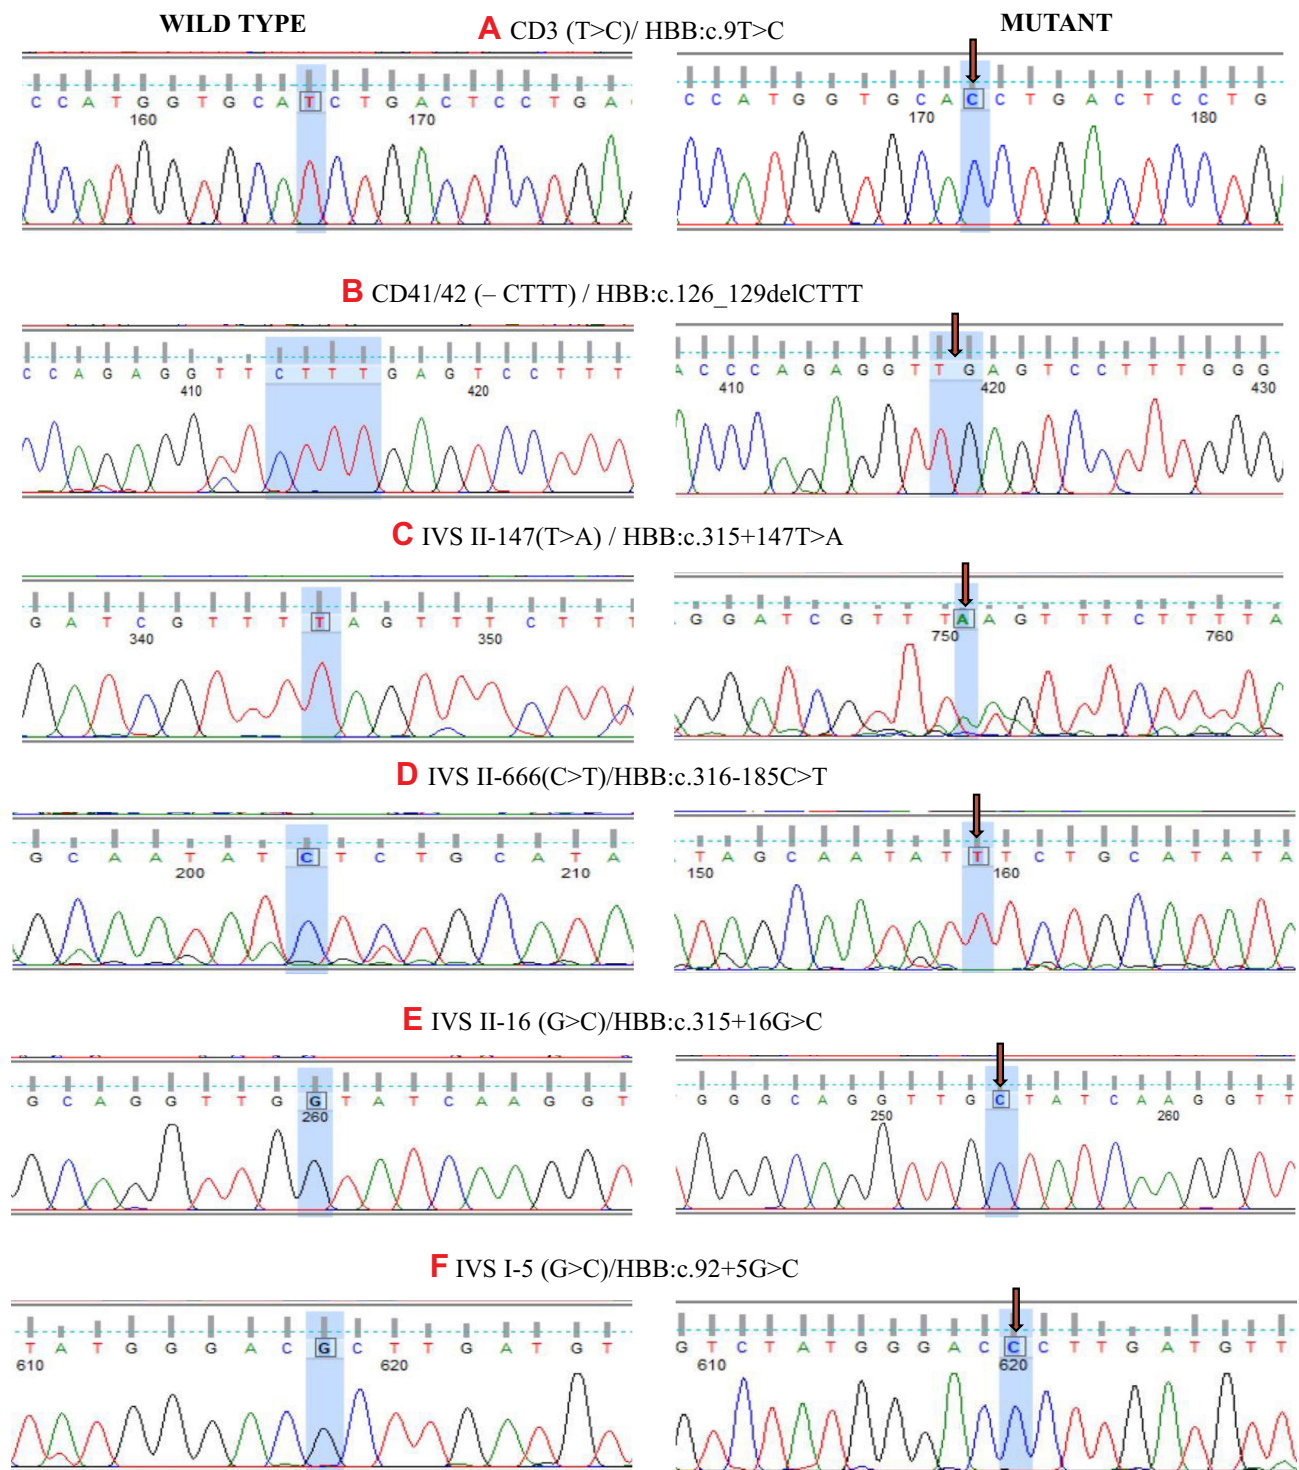 WILD TYPE
MUTANT
A CD3 (T>C)/ HBB:c.9T>C
C C A T G G T G C A T C T G A C T C C T G A
160 170
C C A T G G T G C A C C T G A C T C C T G
170 180
B CD41/42 (– CTTT) / HBB:c.126_129delCTTT
C C A G A G G T T C T T T G A G T C C T T T
410 420
A C C C A G A G G T T G A G T C C T T T G G G
410 420 430
C IVS II-147(T>A) / HBB:c.315+147T>A
G A T C G T T T T A G T T T C T T T
340 350
G G A T C G T T T A A G T T T C T T T T A
750 760
D IVS II-666(C>T)/HBB:c.316-185C>T
G C A A T A T C T C T G C A T A
200 210
T A G C A A T A T T T C T G C A T A T A
150 160
E IVS II-16 (G>C)/HBB:c.315+16G>C
G C A G G T T G G T A T C A A G G T
260
G G G C A G G T T G C T A T C A A G G T T
250 260
F IVS I-5 (G>C)/HBB:c.92+5G>C
T A T G G G A C G C T T G A T G T
610 620
G T C T A T G G G A C C C T T G A T G T T
610 620